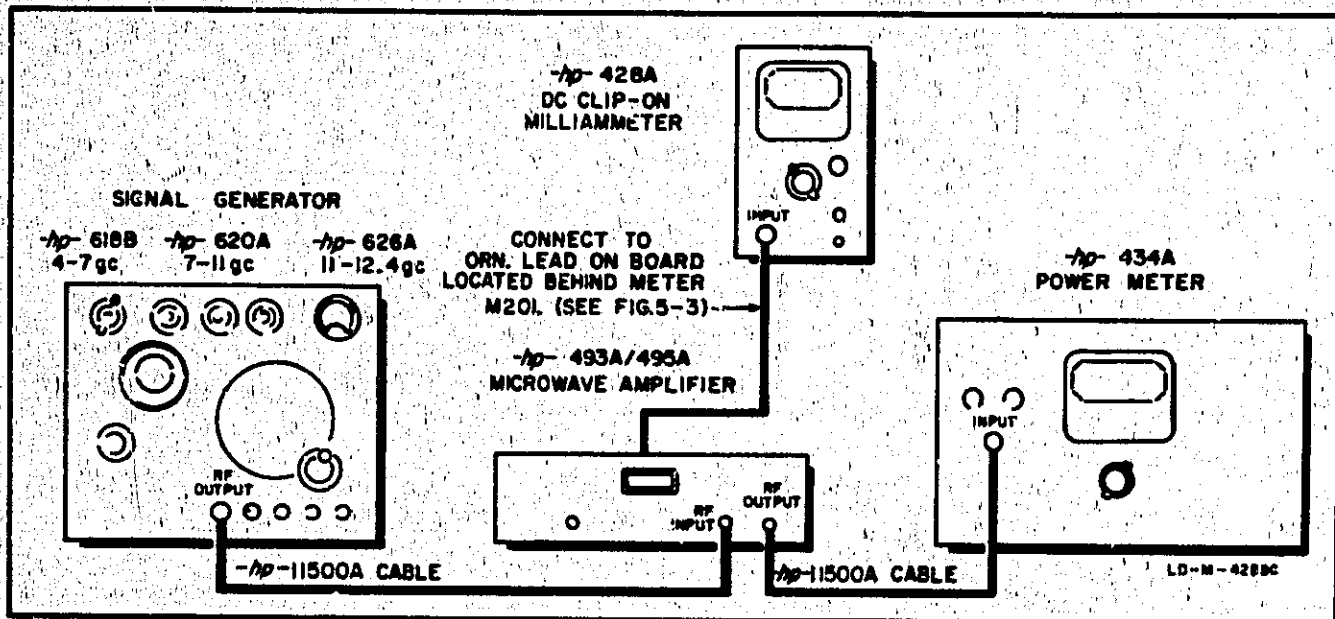 -hp- 428A
DC CLIP-ON
MILLIAMMETER
INPUT
SIGNAL GENERATOR
-hp- 618B -hp- 620A -hp- 626A
4-7gc 7-11gc 11-12.4gc
RF
OUTPUT
CONNECT TO
ORN. LEAD ON BOARD
LOCATED BEHIND METER
M201. (SEE FIG.5-3)
-hp- 493A/495A
MICROWAVE AMPLIFIER
RF
INPUT
RF
OUTPUT
-hp- 434A
POWER METER
INPUT
-hp-11500A CABLE
-hp-11500A CABLE